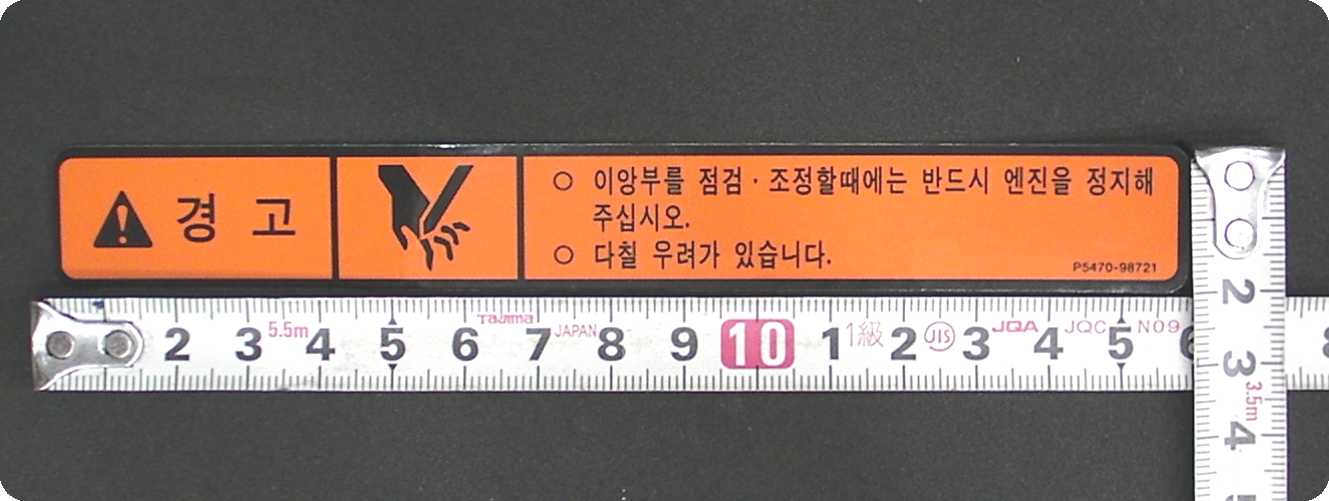 경 고
○ 이앙부를 점검 · 조정할때에는 반드시 엔진을 정지해
주십시오.
○ 다칠 우려가 있습니다.
P5470-98721
2 3 5.5m 4 5 6 Tajima 7 JAPAN 8 9 10 1 1級 2 JIS 3 JQA 4 JQC 5 N09 6 8
2
3
3.5m
4
5